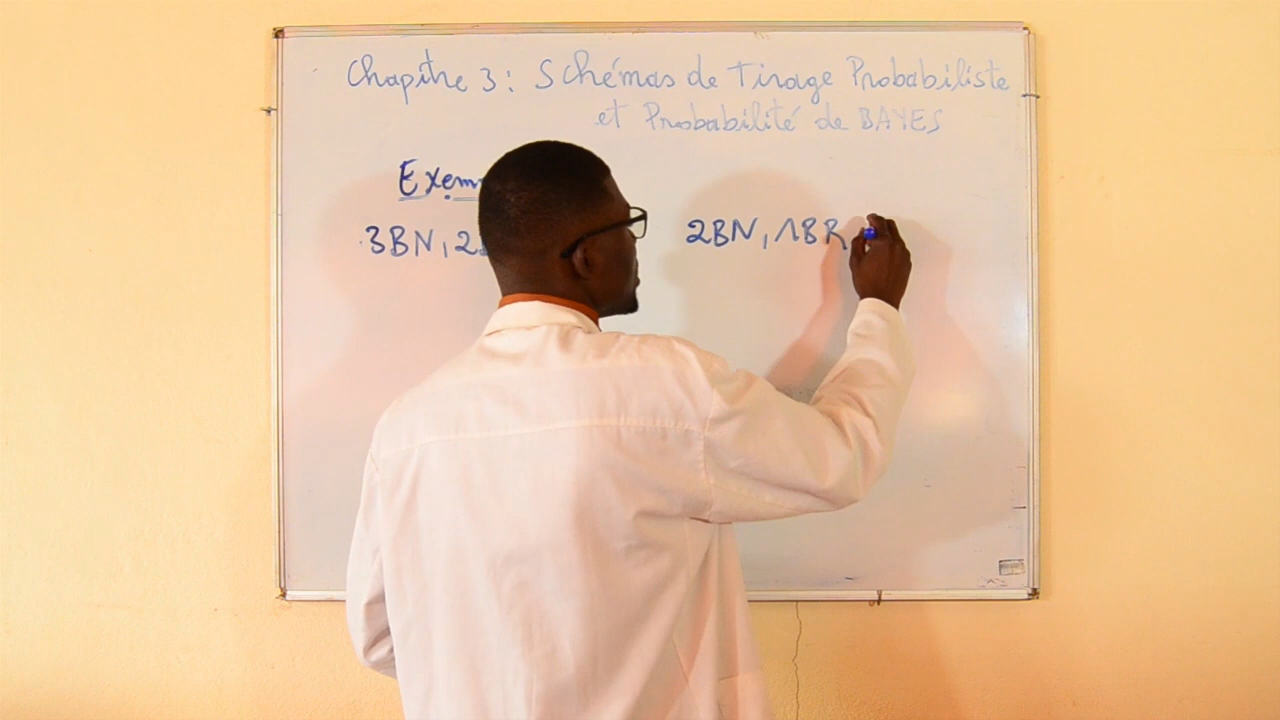 Chapitre 3 : Schémas de Tirage Probabiliste
et Probabilité de BAYES
3BN, 2
2BN, 1BR